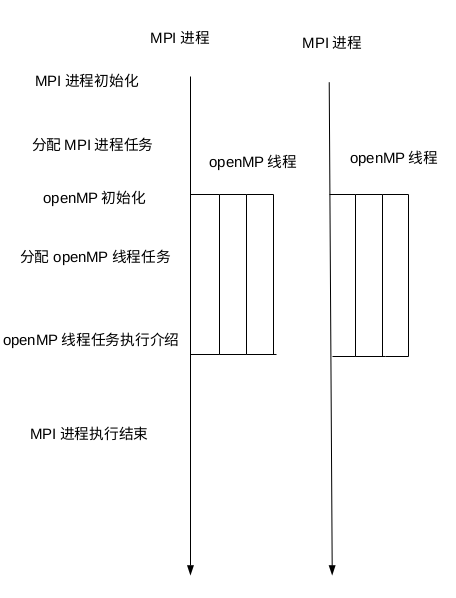 MPI 进程
MPI 进程
MPI 进程初始化
分配 MPI 进程任务
openMP 线程
openMP 线程
openMP 初始化
分配 openMP 线程任务
openMP 线程任务执行介绍
MPI 进程执行结束